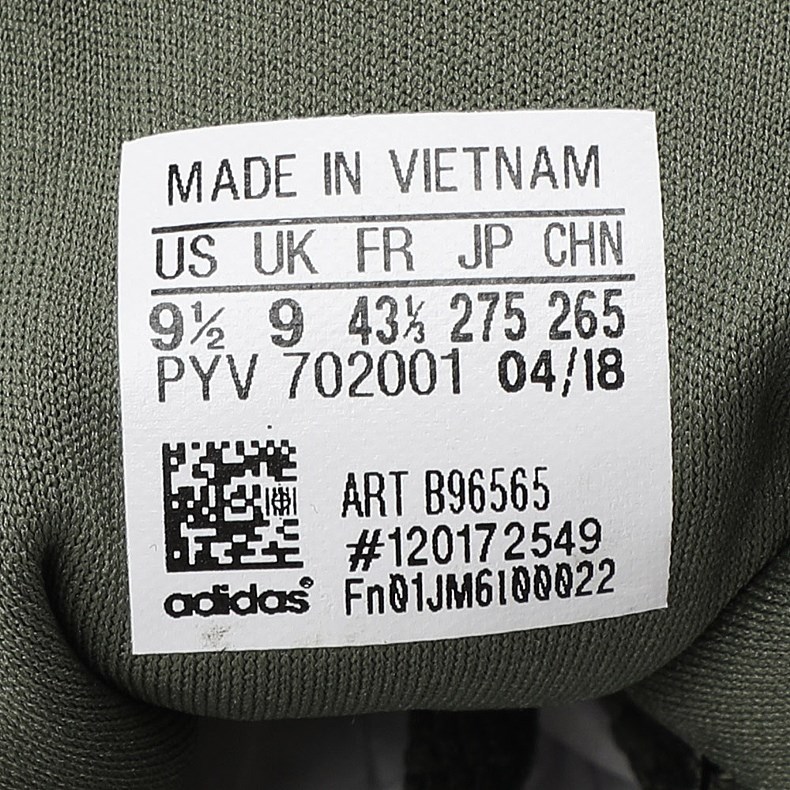 MADE IN VIETNAM
US UK FR JP CHN
9½ 9 43⅓ 275 265
PYV 702001 04/18
ART B96565
#120172549
adidas® Fn01JM6I00022